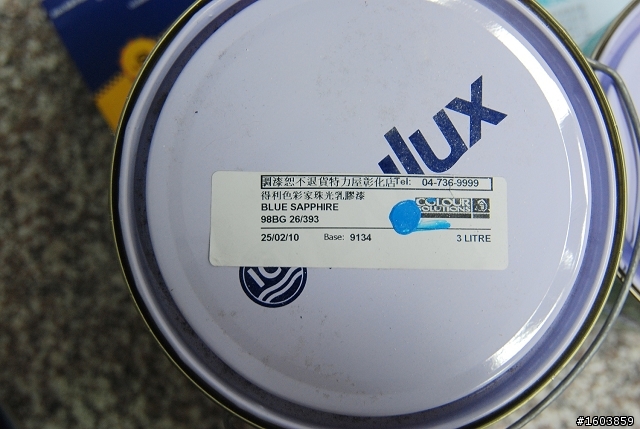 lux
調漆恕不退貨特力屋彰化店Tel: 04-736-9999
得利色彩家珠光乳膠漆
BLUE SAPPHIRE
98BG 26/393
COLOUR
SOLUTIONS
25/02/10 Base: 9134 3 LITRE
#1603859